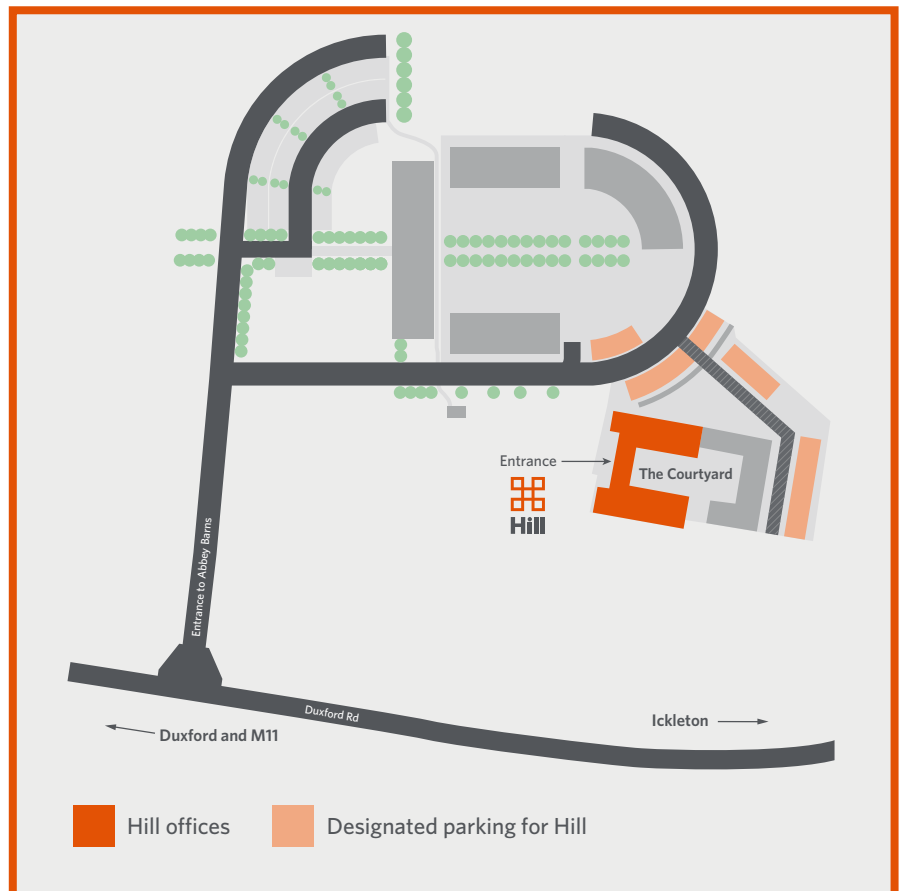 Entrance
The Courtyard
Hill
Entrance to Abbey Barns
Duxford Rd
Ickleton
Duxford and M11
Hill offices
Designated parking for Hill